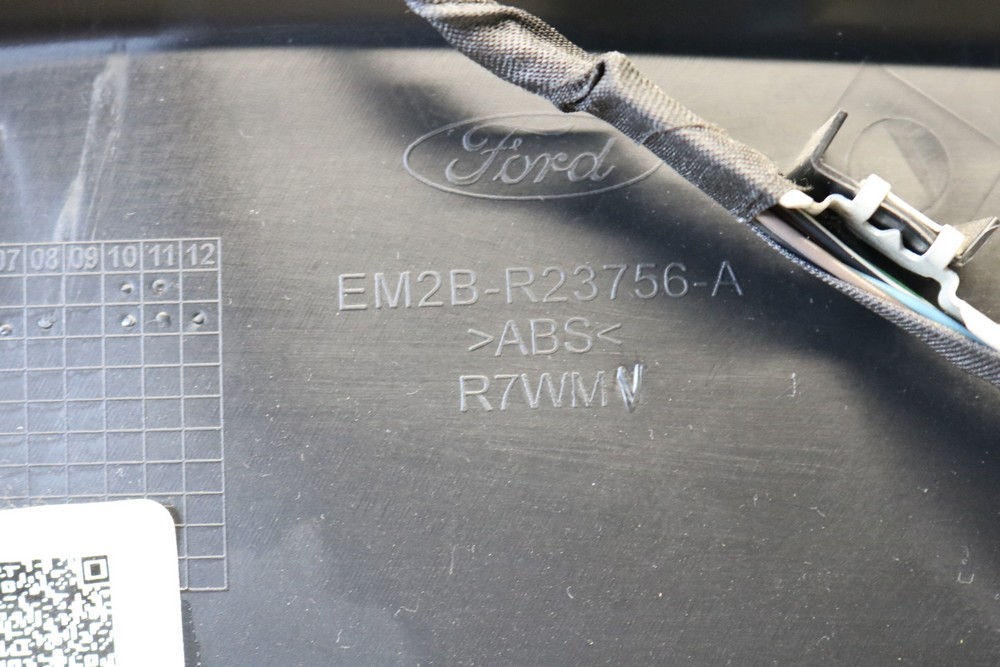 Ford
07 08 09 10 11 12
EM2B-R23756-A
>ABS<
R7WM